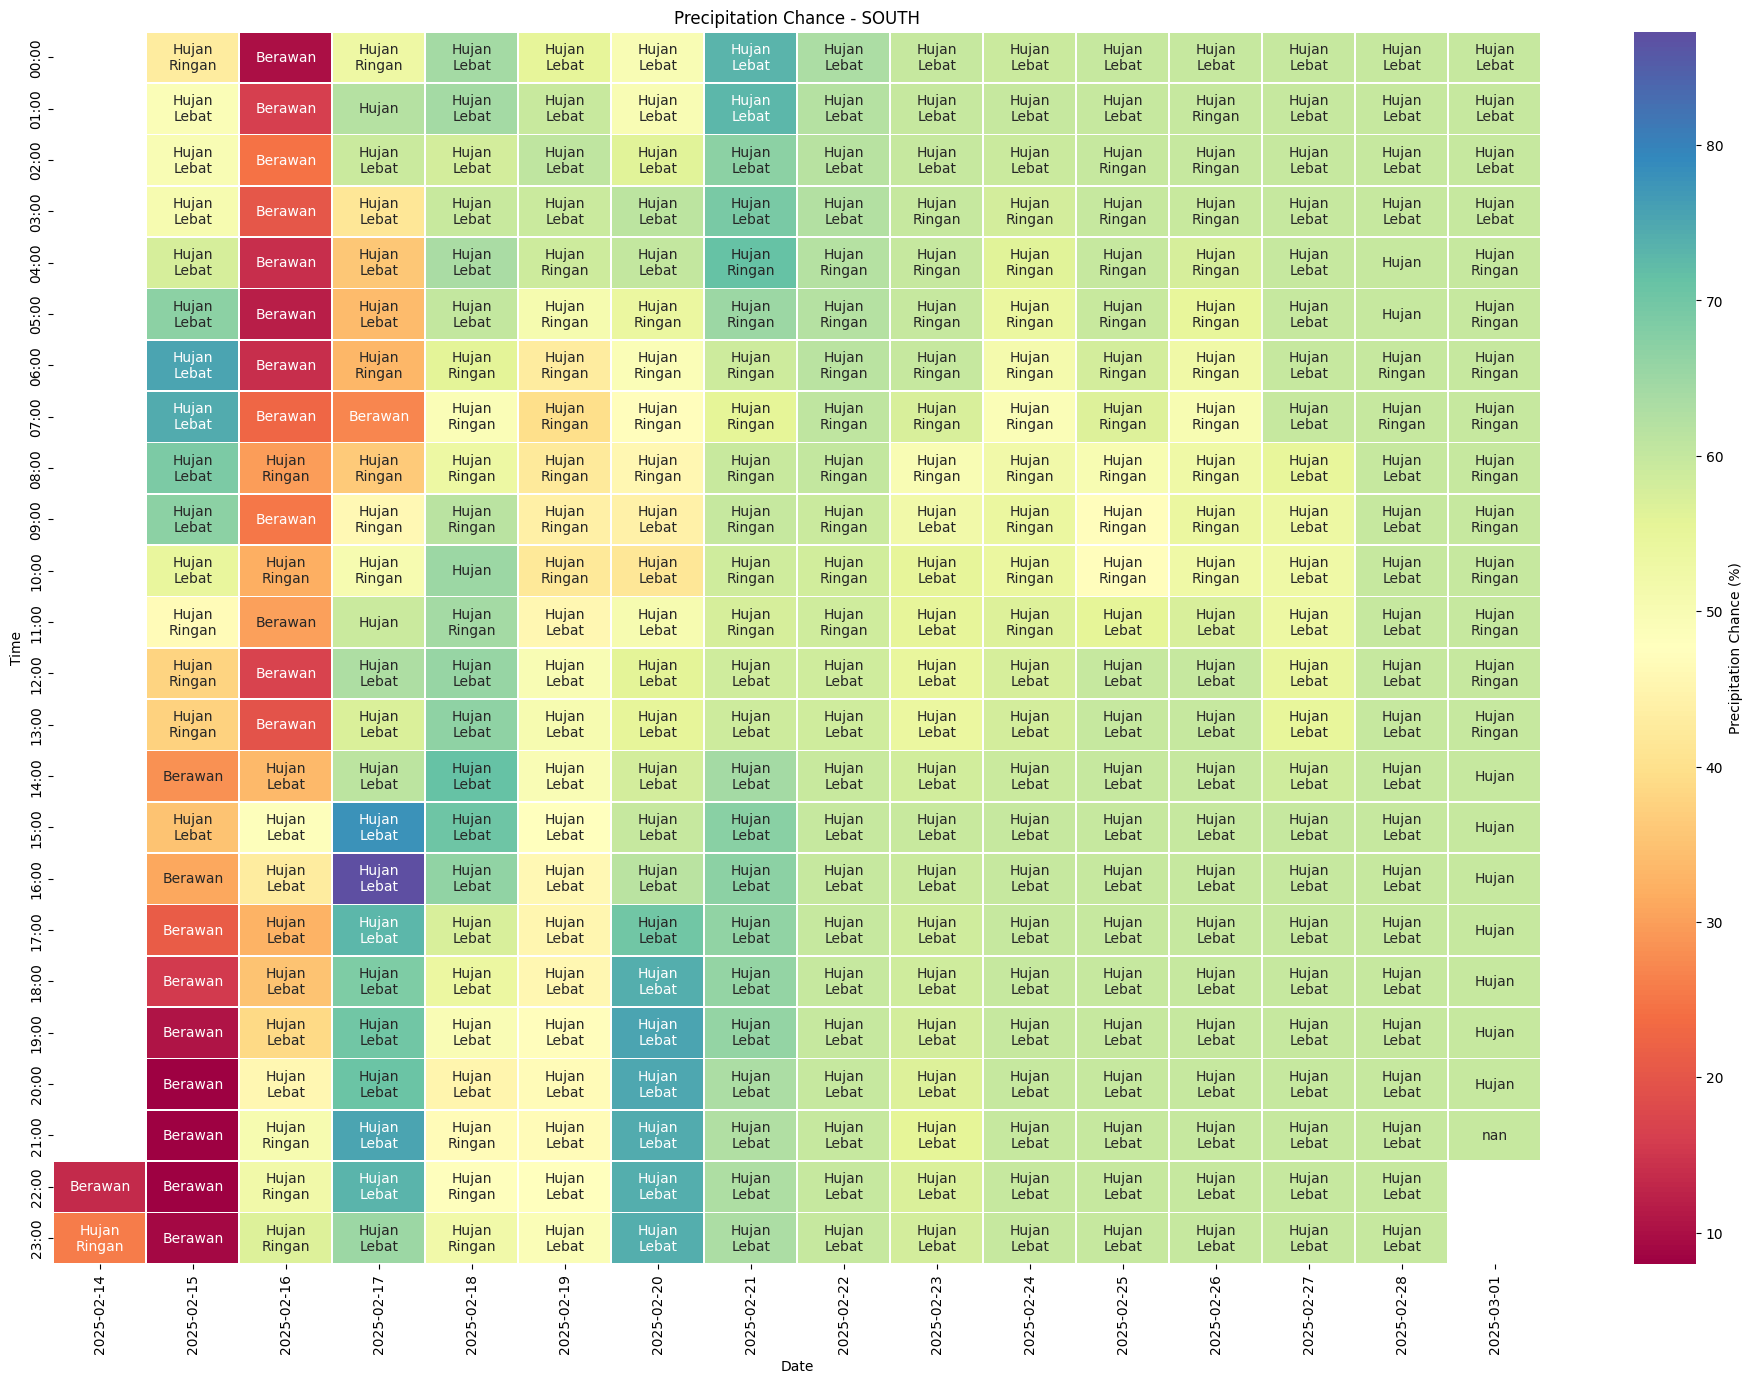 Precipitation Chance - SOUTH
00:00 Hujan Ringan Berawan Hujan Ringan Hujan Lebat Hujan Lebat Hujan Lebat Hujan Lebat Hujan Lebat Hujan Lebat Hujan Lebat Hujan Lebat Hujan Lebat Hujan Lebat Hujan Lebat Hujan Lebat
01:00 Hujan Lebat Berawan Hujan Hujan Lebat Hujan Lebat Hujan Lebat Hujan Lebat Hujan Lebat Hujan Lebat Hujan Lebat Hujan Lebat Hujan Ringan Hujan Lebat Hujan Lebat Hujan Lebat
02:00 Hujan Lebat Berawan Hujan Lebat Hujan Lebat Hujan Lebat Hujan Lebat Hujan Lebat Hujan Lebat Hujan Lebat Hujan Lebat Hujan Ringan Hujan Ringan Hujan Lebat Hujan Lebat Hujan Lebat
03:00 Hujan Lebat Berawan Hujan Lebat Hujan Lebat Hujan Lebat Hujan Lebat Hujan Lebat Hujan Lebat Hujan Ringan Hujan Ringan Hujan Ringan Hujan Ringan Hujan Lebat Hujan Lebat Hujan Lebat
04:00 Hujan Lebat Berawan Hujan Lebat Hujan Lebat Hujan Ringan Hujan Lebat Hujan Ringan Hujan Ringan Hujan Ringan Hujan Ringan Hujan Ringan Hujan Ringan Hujan Lebat Hujan Hujan Ringan
05:00 Hujan Lebat Berawan Hujan Lebat Hujan Lebat Hujan Ringan Hujan Ringan Hujan Ringan Hujan Ringan Hujan Ringan Hujan Ringan Hujan Ringan Hujan Ringan Hujan Lebat Hujan Hujan Ringan
06:00 Hujan Lebat Berawan Hujan Ringan Hujan Ringan Hujan Ringan Hujan Ringan Hujan Ringan Hujan Ringan Hujan Ringan Hujan Ringan Hujan Ringan Hujan Ringan Hujan Lebat Hujan Ringan Hujan Ringan
07:00 Hujan Lebat Berawan Berawan Hujan Ringan Hujan Ringan Hujan Ringan Hujan Ringan Hujan Ringan Hujan Ringan Hujan Ringan Hujan Ringan Hujan Ringan Hujan Lebat Hujan Ringan Hujan Ringan
08:00 Hujan Lebat Hujan Ringan Hujan Ringan Hujan Ringan Hujan Ringan Hujan Ringan Hujan Ringan Hujan Ringan Hujan Ringan Hujan Ringan Hujan Ringan Hujan Ringan Hujan Lebat Hujan Lebat Hujan Ringan
09:00 Hujan Lebat Berawan Hujan Ringan Hujan Ringan Hujan Ringan Hujan Lebat Hujan Ringan Hujan Ringan Hujan Lebat Hujan Ringan Hujan Ringan Hujan Ringan Hujan Lebat Hujan Lebat Hujan Ringan
10:00 Hujan Lebat Hujan Ringan Hujan Ringan Hujan Hujan Ringan Hujan Lebat Hujan Ringan Hujan Ringan Hujan Lebat Hujan Ringan Hujan Ringan Hujan Ringan Hujan Lebat Hujan Lebat Hujan Ringan
11:00 Hujan Ringan Berawan Hujan Hujan Ringan Hujan Lebat Hujan Lebat Hujan Ringan Hujan Ringan Hujan Lebat Hujan Ringan Hujan Lebat Hujan Lebat Hujan Lebat Hujan Lebat Hujan Ringan
12:00 Hujan Ringan Berawan Hujan Lebat Hujan Lebat Hujan Lebat Hujan Lebat Hujan Lebat Hujan Lebat Hujan Lebat Hujan Lebat Hujan Lebat Hujan Lebat Hujan Lebat Hujan Lebat Hujan Ringan
13:00 Hujan Ringan Berawan Hujan Lebat Hujan Lebat Hujan Lebat Hujan Lebat Hujan Lebat Hujan Lebat Hujan Lebat Hujan Lebat Hujan Lebat Hujan Lebat Hujan Lebat Hujan Lebat Hujan Ringan
14:00 Berawan Hujan Lebat Hujan Lebat Hujan Lebat Hujan Lebat Hujan Lebat Hujan Lebat Hujan Lebat Hujan Lebat Hujan Lebat Hujan Lebat Hujan Lebat Hujan Lebat Hujan Lebat Hujan
15:00 Hujan Lebat Hujan Lebat Hujan Lebat Hujan Lebat Hujan Lebat Hujan Lebat Hujan Lebat Hujan Lebat Hujan Lebat Hujan Lebat Hujan Lebat Hujan Lebat Hujan Lebat Hujan Lebat Hujan
16:00 Berawan Hujan Lebat Hujan Lebat Hujan Lebat Hujan Lebat Hujan Lebat Hujan Lebat Hujan Lebat Hujan Lebat Hujan Lebat Hujan Lebat Hujan Lebat Hujan Lebat Hujan Lebat Hujan
17:00 Berawan Hujan Lebat Hujan Lebat Hujan Lebat Hujan Lebat Hujan Lebat Hujan Lebat Hujan Lebat Hujan Lebat Hujan Lebat Hujan Lebat Hujan Lebat Hujan Lebat Hujan Lebat Hujan
18:00 Berawan Hujan Lebat Hujan Lebat Hujan Lebat Hujan Lebat Hujan Lebat Hujan Lebat Hujan Lebat Hujan Lebat Hujan Lebat Hujan Lebat Hujan Lebat Hujan Lebat Hujan Lebat Hujan
19:00 Berawan Hujan Lebat Hujan Lebat Hujan Lebat Hujan Lebat Hujan Lebat Hujan Lebat Hujan Lebat Hujan Lebat Hujan Lebat Hujan Lebat Hujan Lebat Hujan Lebat Hujan Lebat Hujan
20:00 Berawan Hujan Lebat Hujan Lebat Hujan Lebat Hujan Lebat Hujan Lebat Hujan Lebat Hujan Lebat Hujan Lebat Hujan Lebat Hujan Lebat Hujan Lebat Hujan Lebat Hujan Lebat Hujan
21:00 Berawan Hujan Ringan Hujan Lebat Hujan Ringan Hujan Lebat Hujan Lebat Hujan Lebat Hujan Lebat Hujan Lebat Hujan Lebat Hujan Lebat Hujan Lebat Hujan Lebat Hujan Lebat nan
22:00 Berawan Berawan Hujan Ringan Hujan Lebat Hujan Ringan Hujan Lebat Hujan Lebat Hujan Lebat Hujan Lebat Hujan Lebat Hujan Lebat Hujan Lebat Hujan Lebat Hujan Lebat Hujan Lebat
23:00 Hujan Ringan Berawan Hujan Ringan Hujan Lebat Hujan Ringan Hujan Lebat Hujan Lebat Hujan Lebat Hujan Lebat Hujan Lebat Hujan Lebat Hujan Lebat Hujan Lebat Hujan Lebat Hujan Lebat
Time
2025-02-14 2025-02-15 2025-02-16 2025-02-17 2025-02-18 2025-02-19 2025-02-20 2025-02-21 2025-02-22 2025-02-23 2025-02-24 2025-02-25 2025-02-26 2025-02-27 2025-02-28 2025-03-01
Date
80
70
60
50
40
30
20
10
Precipitation Chance (%)